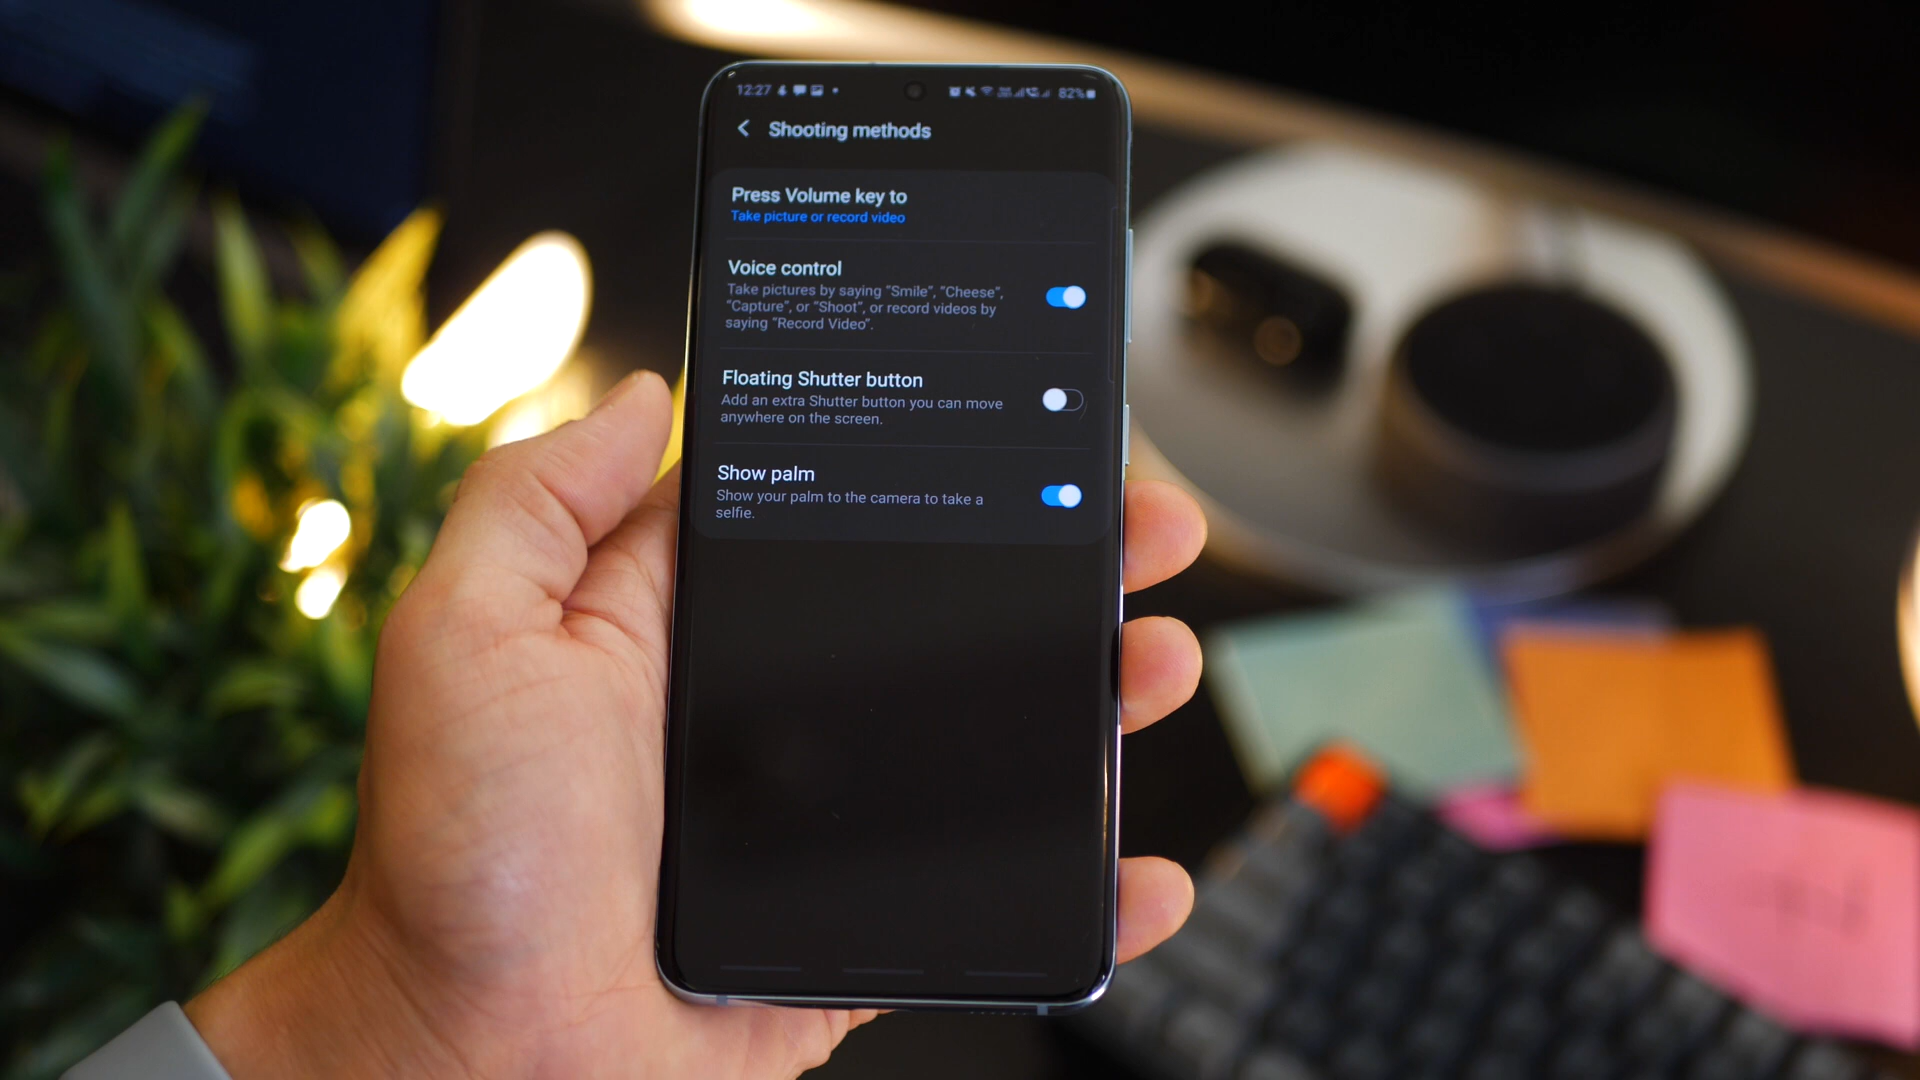 12:27 82%
Shooting methods
Press Volume key to
Take picture or record video
Voice control
Take pictures by saying “Smile”, “Cheese”,
“Capture”, or “Shoot”, or record videos by
saying “Record Video”.
Floating Shutter button
Add an extra Shutter button you can move
anywhere on the screen.
Show palm
Show your palm to the camera to take a
selfie.